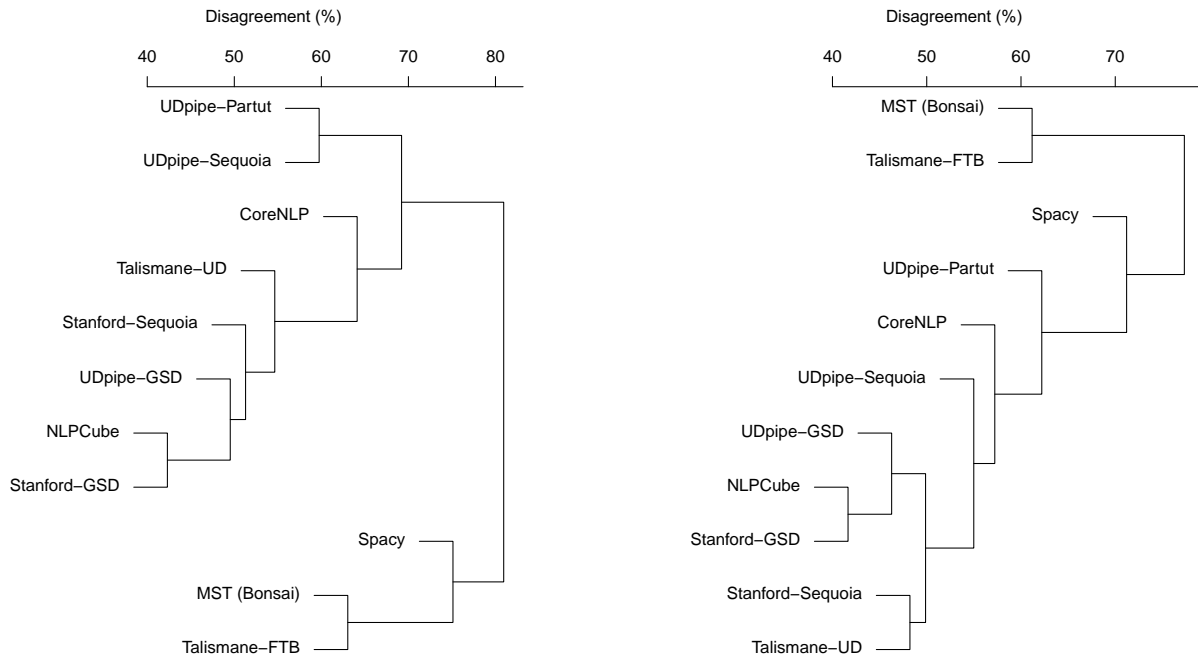 Disagreement (%)
40 50 60 70 80
UDpipe−Partut
UDpipe−Sequoia
CoreNLP
Talismane−UD
Stanford−Sequoia
UDpipe−GSD
NLPCube
Stanford−GSD
Spacy
MST (Bonsai)
Talismane−FTB
Disagreement (%)
40 50 60 70
MST (Bonsai)
Talismane−FTB
Spacy
UDpipe−Partut
CoreNLP
UDpipe−Sequoia
UDpipe−GSD
NLPCube
Stanford−GSD
Stanford−Sequoia
Talismane−UD